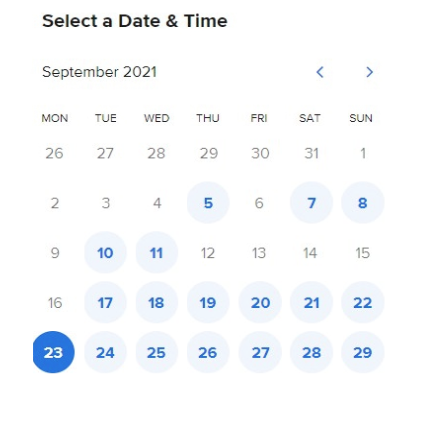 Select a Date & Time
September 2021
MON TUE WED THU FRI SAT SUN
26 27 28 29 30 31 1
2 3 4 5 6 7 8
9 10 11 12 13 14 15
16 17 18 19 20 21 22
23 24 25 26 27 28 29